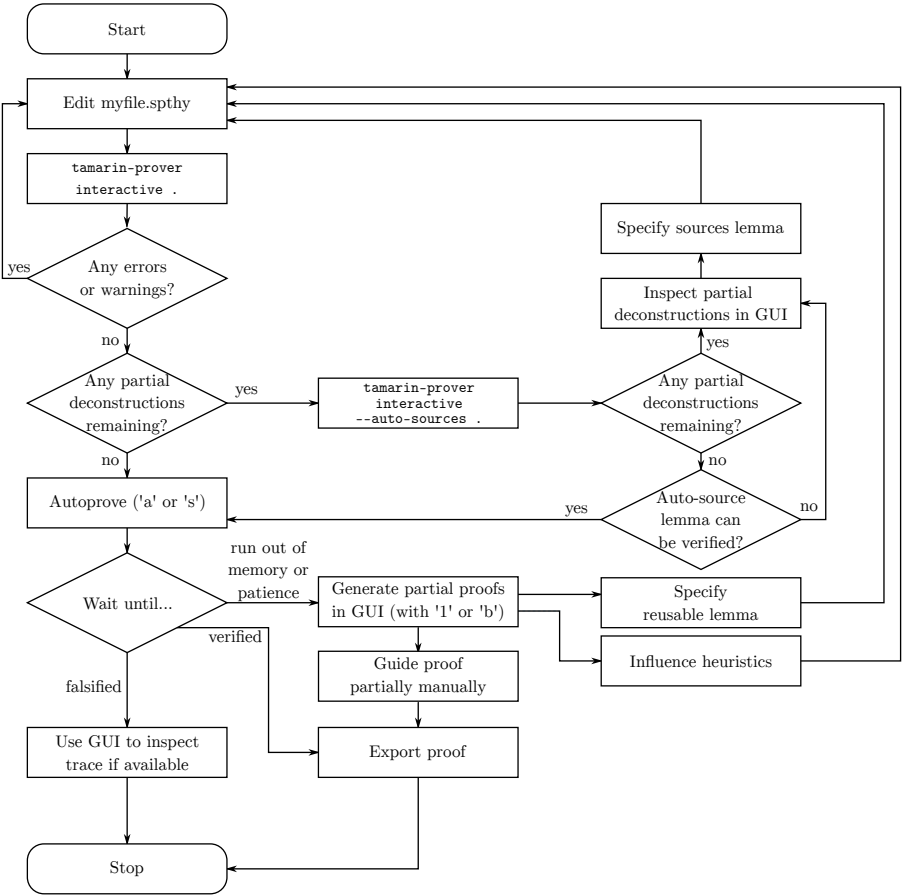 Start
Edit myfile.spthy
tamarin-prover
interactive .
Specify sources lemma
yes
Any errors
or warnings?
Inspect partial
deconstructions in GUI
no
yes
Any partial
deconstructions
remaining?
yes
tamarin-prover
interactive
--auto-sources .
Any partial
deconstructions
remaining?
no
no
Autoprove ('a' or 's')
yes
Auto-source
lemma can
be verified?
no
Wait until...
run out of
memory or
patience
Generate partial proofs
in GUI (with '1' or 'b')
Specify
reusable lemma
verified
Influence heuristics
Guide proof
partially manually
falsified
Use GUI to inspect
trace if available
Export proof
Stop